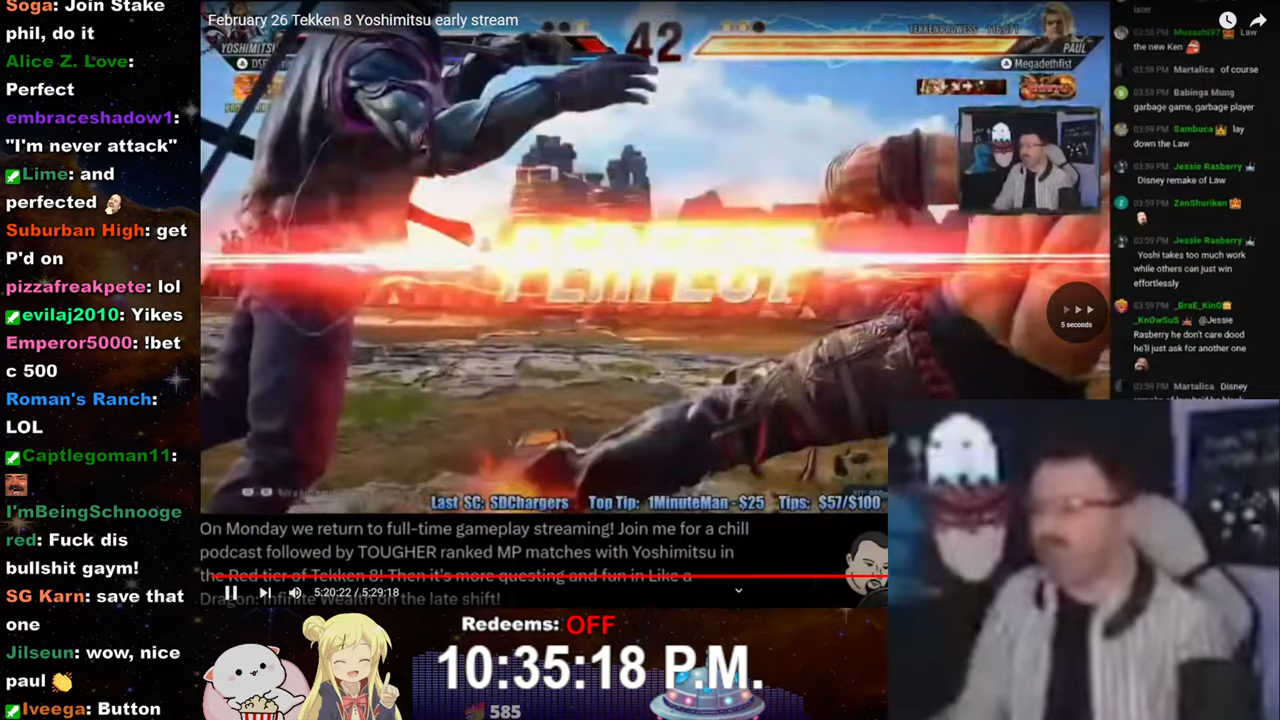 Soga: Join Stake
phil, do it
Alice Z. Love:
Perfect
embraceshadow1:
"I'm never attack"
Lime: and
perfected
Suburban High: get
P'd on
pizzafreakpete: lol
evilaj2010: Yikes
Emperor5000: !bet
c 500
Roman's Ranch:
LOL
Captlegoman11:
I'mBeingSchnooge
red: Fuck dis
bullshit gaym!
SG Karn: save that
one
Jilseun: wow, nice
paul
Iveega: Button
February 26 Tekken 8 Yoshimitsu early stream
YOSHIMITSU
42
TEKKEN PROWESS
PAUL
Megadethfist
PERFECT
5 seconds
Last SC: SDChargers Top Tip: 1MinuteMan - $25 Tips: $57/$100
On Monday we return to full-time gameplay streaming! Join me for a chill
podcast followed by TOUGHER ranked MP matches with Yoshimitsu in
the Red tier of Tekken 8! Then it's more questing and fun in Like a
Dragon: Infinite Wealth on the late shift!
5:20:22 / 5:29:18
Redeems: OFF
10:35:18 P.M.
585
later
03:58 PM Musashi97 Law
the new Ken
03:58 PM Martalica of course
03:59 PM Babinga Mung
garbage game, garbage player
03:59 PM Sambuca lay
down the Law
03:59 PM Jessie Rasberry
Disney remake of Law
03:59 PM ZenShuriken
03:59 PM Jessie Rasberry
Yoshi takes too much work
while others can just win
effortlessly
03:59 PM _BraE_KinG
_KnOwSuS @Jessie
Rasberry he don't care dood
he'll just ask for another one
03:59 PM Martalica Disney